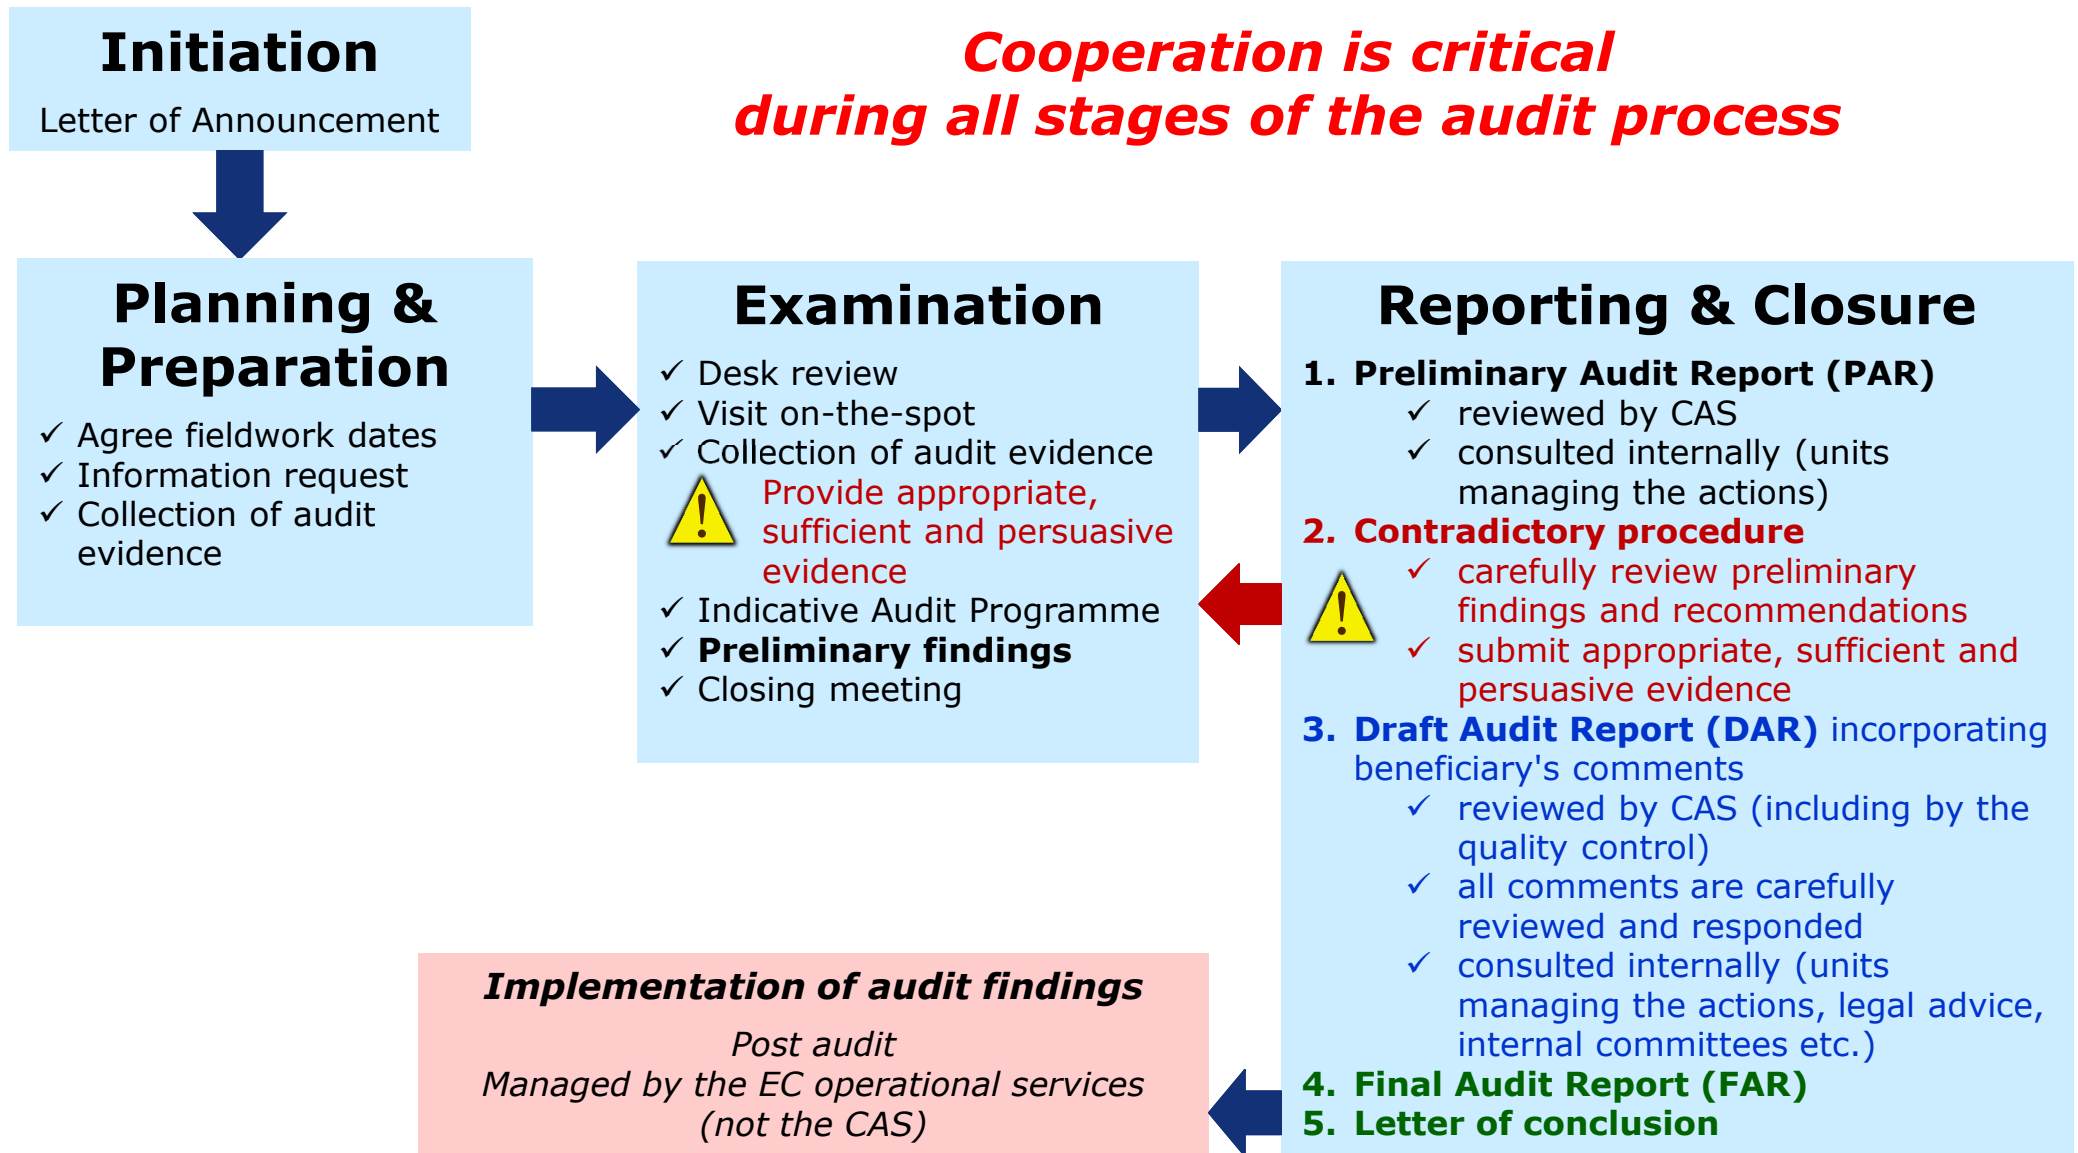 Initiation
Letter of Announcement
Cooperation is critical
during all stages of the audit process
Planning &
Preparation
✓ Agree fieldwork dates
✓ Information request
✓ Collection of audit
evidence
Examination
✓ Desk review
✓ Visit on-the-spot
✓ Collection of audit evidence
! Provide appropriate,
sufficient and persuasive
evidence
✓ Indicative Audit Programme
✓ Preliminary findings
✓ Closing meeting
Reporting & Closure
1. Preliminary Audit Report (PAR)
✓ reviewed by CAS
✓ consulted internally (units
managing the actions)
2. Contradictory procedure
! ✓ carefully review preliminary
findings and recommendations
✓ submit appropriate, sufficient and
persuasive evidence
3. Draft Audit Report (DAR) incorporating
beneficiary's comments
✓ reviewed by CAS (including by the
quality control)
✓ all comments are carefully
reviewed and responded
✓ consulted internally (units
managing the actions, legal advice,
internal committees etc.)
4. Final Audit Report (FAR)
5. Letter of conclusion
Implementation of audit findings
Post audit
Managed by the EC operational services
(not the CAS)